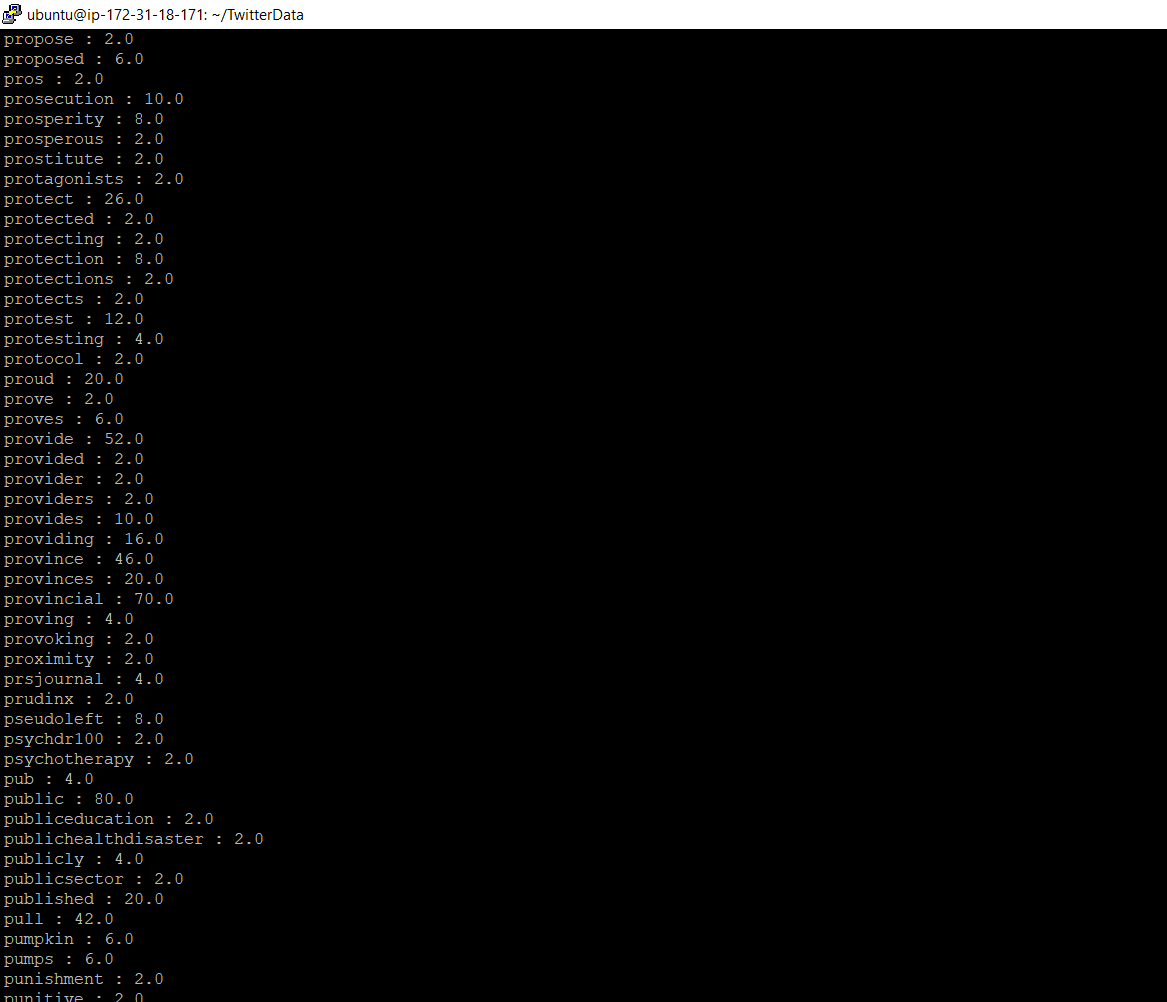 ubuntu@ip-172-31-18-171: ~/TwitterData
propose : 2.0
proposed : 6.0
pros : 2.0
prosecution : 10.0
prosperity : 8.0
prosperous : 2.0
prostitute : 2.0
protagonists : 2.0
protect : 26.0
protected : 2.0
protecting : 2.0
protection : 8.0
protections : 2.0
protects : 2.0
protest : 12.0
protesting : 4.0
protocol : 2.0
proud : 20.0
prove : 2.0
proves : 6.0
provide : 52.0
provided : 2.0
provider : 2.0
providers : 2.0
provides : 10.0
providing : 16.0
province : 46.0
provinces : 20.0
provincial : 70.0
proving : 4.0
provoking : 2.0
proximity : 2.0
prsjournal : 4.0
prudinx : 2.0
pseudoleft : 8.0
psychdr100 : 2.0
psychotherapy : 2.0
pub : 4.0
public : 80.0
publiceducation : 2.0
publichealthdisaster : 2.0
publicly : 4.0
publicsector : 2.0
published : 20.0
pull : 42.0
pumpkin : 6.0
pumps : 6.0
punishment : 2.0
punitive : 2.0